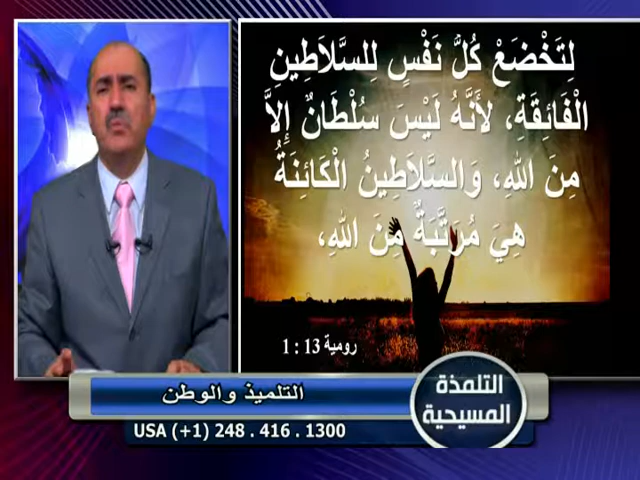 لِتَخْضَعْ كُلُّ نَفْسٍ لِلسَّلاَطِينِ
الْفَائِقَةِ، لأَنَّهُ لَيْسَ سُلْطَانٌ إِلاَّ
مِنَ اللهِ، وَالسَّلاَطِينُ الْكَائِنَةُ
هِيَ مُرَتَّبَةٌ مِنَ اللهِ،
رومية 13 : 1
التلمذة
المسيحية
التلميذ والوطن
USA (+1) 248 . 416 . 1300